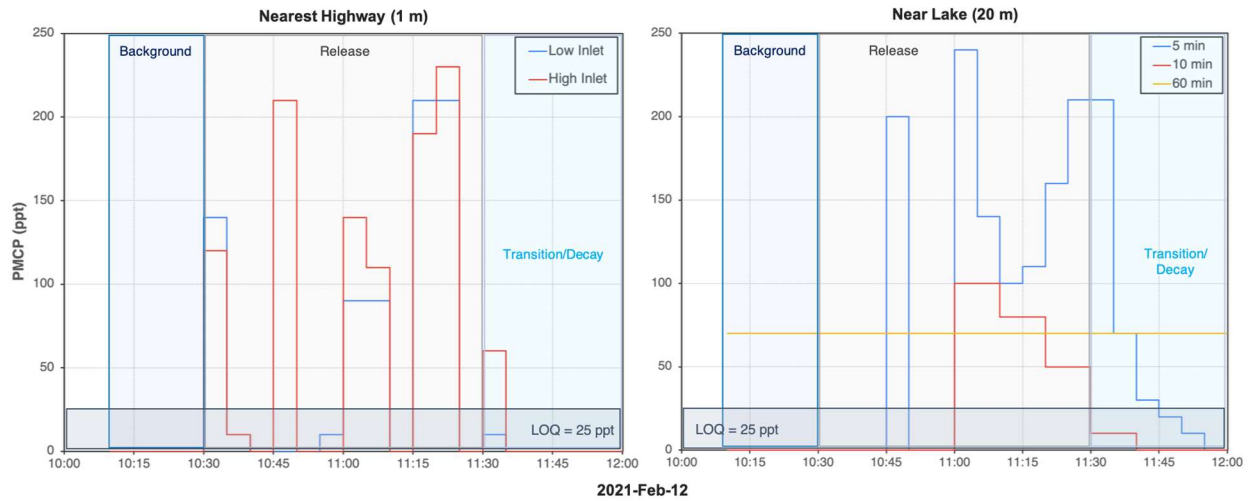 Nearest Highway (1 m)
Near Lake (20 m)
PMCP (ppt)
250
200
150
100
50
0
Background
Release
Low Inlet
High Inlet
Transition/Decay
LOQ = 25 ppt
10:00 10:15 10:30 10:45 11:00 11:15 11:30 11:45 12:00
250
200
150
100
50
0
Background
Release
5 min
10 min
60 min
Transition/
Decay
LOQ = 25 ppt
10:00 10:15 10:30 10:45 11:00 11:15 11:30 11:45 12:00
2021-Feb-12